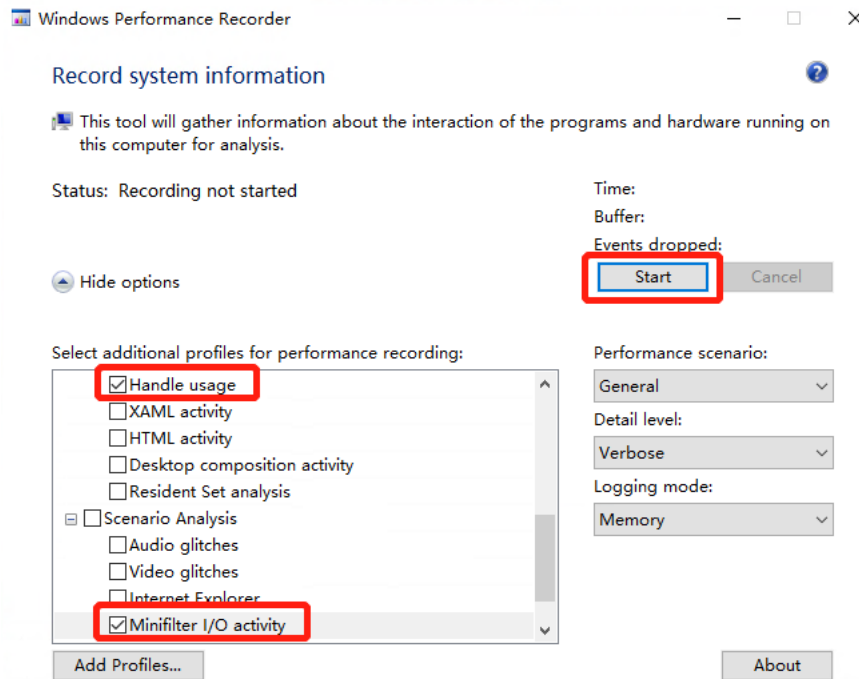 Windows Performance Recorder
Record system information
This tool will gather information about the interaction of the programs and hardware running on
this computer for analysis.
Status: Recording not started
Time:
Buffer:
Events dropped:
Hide options
Start
Cancel
Select additional profiles for performance recording:
Handle usage
XAML activity
HTML activity
Desktop composition activity
Resident Set analysis
Scenario Analysis
Audio glitches
Video glitches
Internet Explorer
Minifilter I/O activity
Performance scenario:
General
Detail level:
Verbose
Logging mode:
Memory
Add Profiles...
About